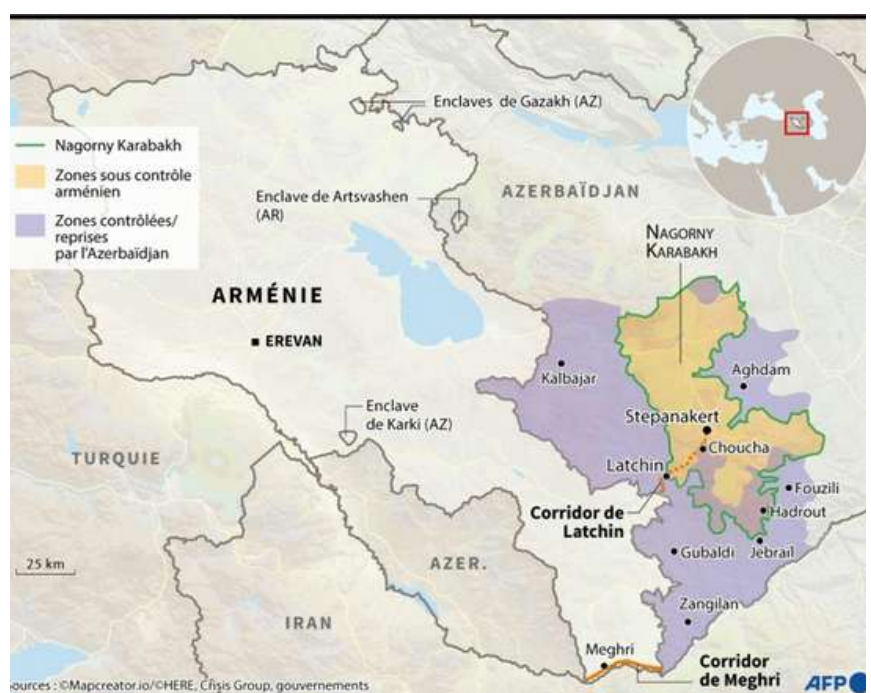 Nagorny Karabakh
Zones sous contrôle
arménien
Zones contrôlées/
reprises
par l'Azerbaïdjan
Enclaves de Gazakh (AZ)
Enclave de Artsvashen
(AR)
AZERBAÏDJAN
NAGORNY
KARABAKH
ARMÉNIE
EREVAN
Kalbajar
Aghdam
Enclave
de Karki (AZ)
Stepanakert
Choucha
TURQUIE
Latchin
Fouzili
Corridor de
Latchin
Hadrout
Gubaldi
Jebrail
25 km
AZER.
IRAN
Zangilan
Meghri
Corridor
de Meghri
ources : ©Mapcreator.io/©HERE, Crisis Group, gouvernements
AFP